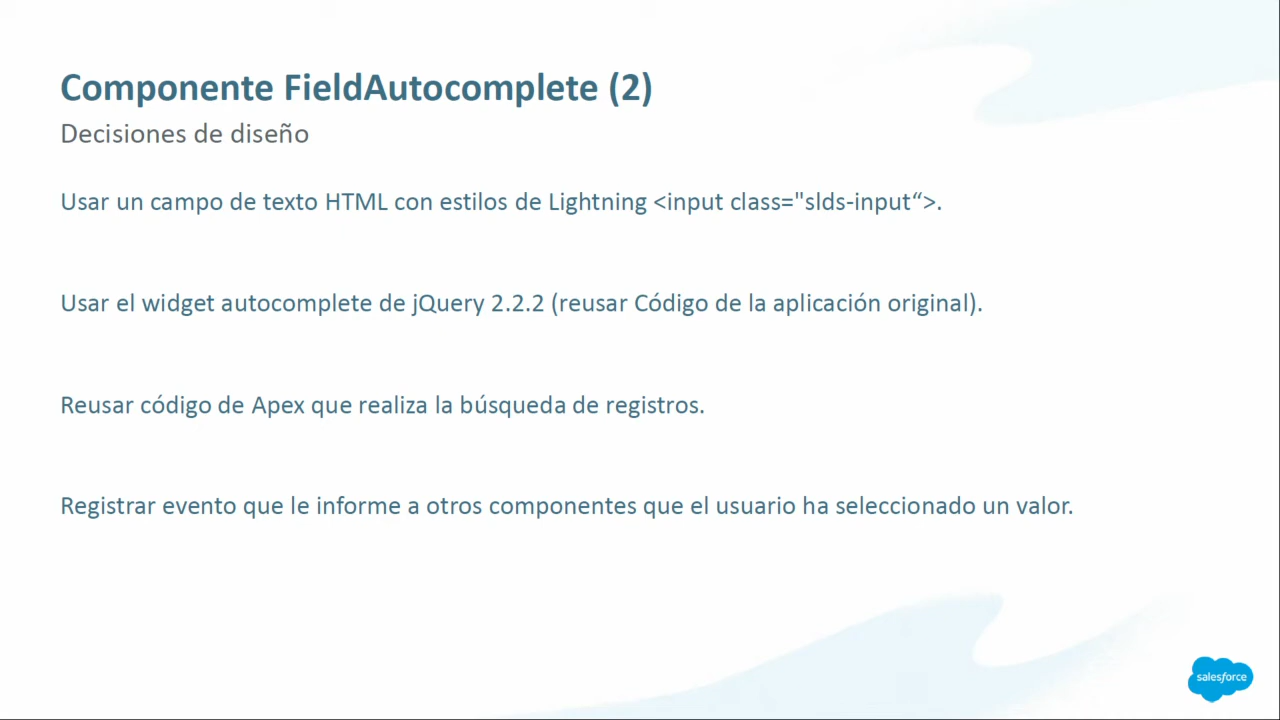 Componente FieldAutocomplete (2)
Decisiones de diseño
Usar un campo de texto HTML con estilos de Lightning <input class="slds-input“>.
Usar el widget autocomplete de jQuery 2.2.2 (reusar Código de la aplicación original).
Reusar código de Apex que realiza la búsqueda de registros.
Registrar evento que le informe a otros componentes que el usuario ha seleccionado un valor.
salesforce